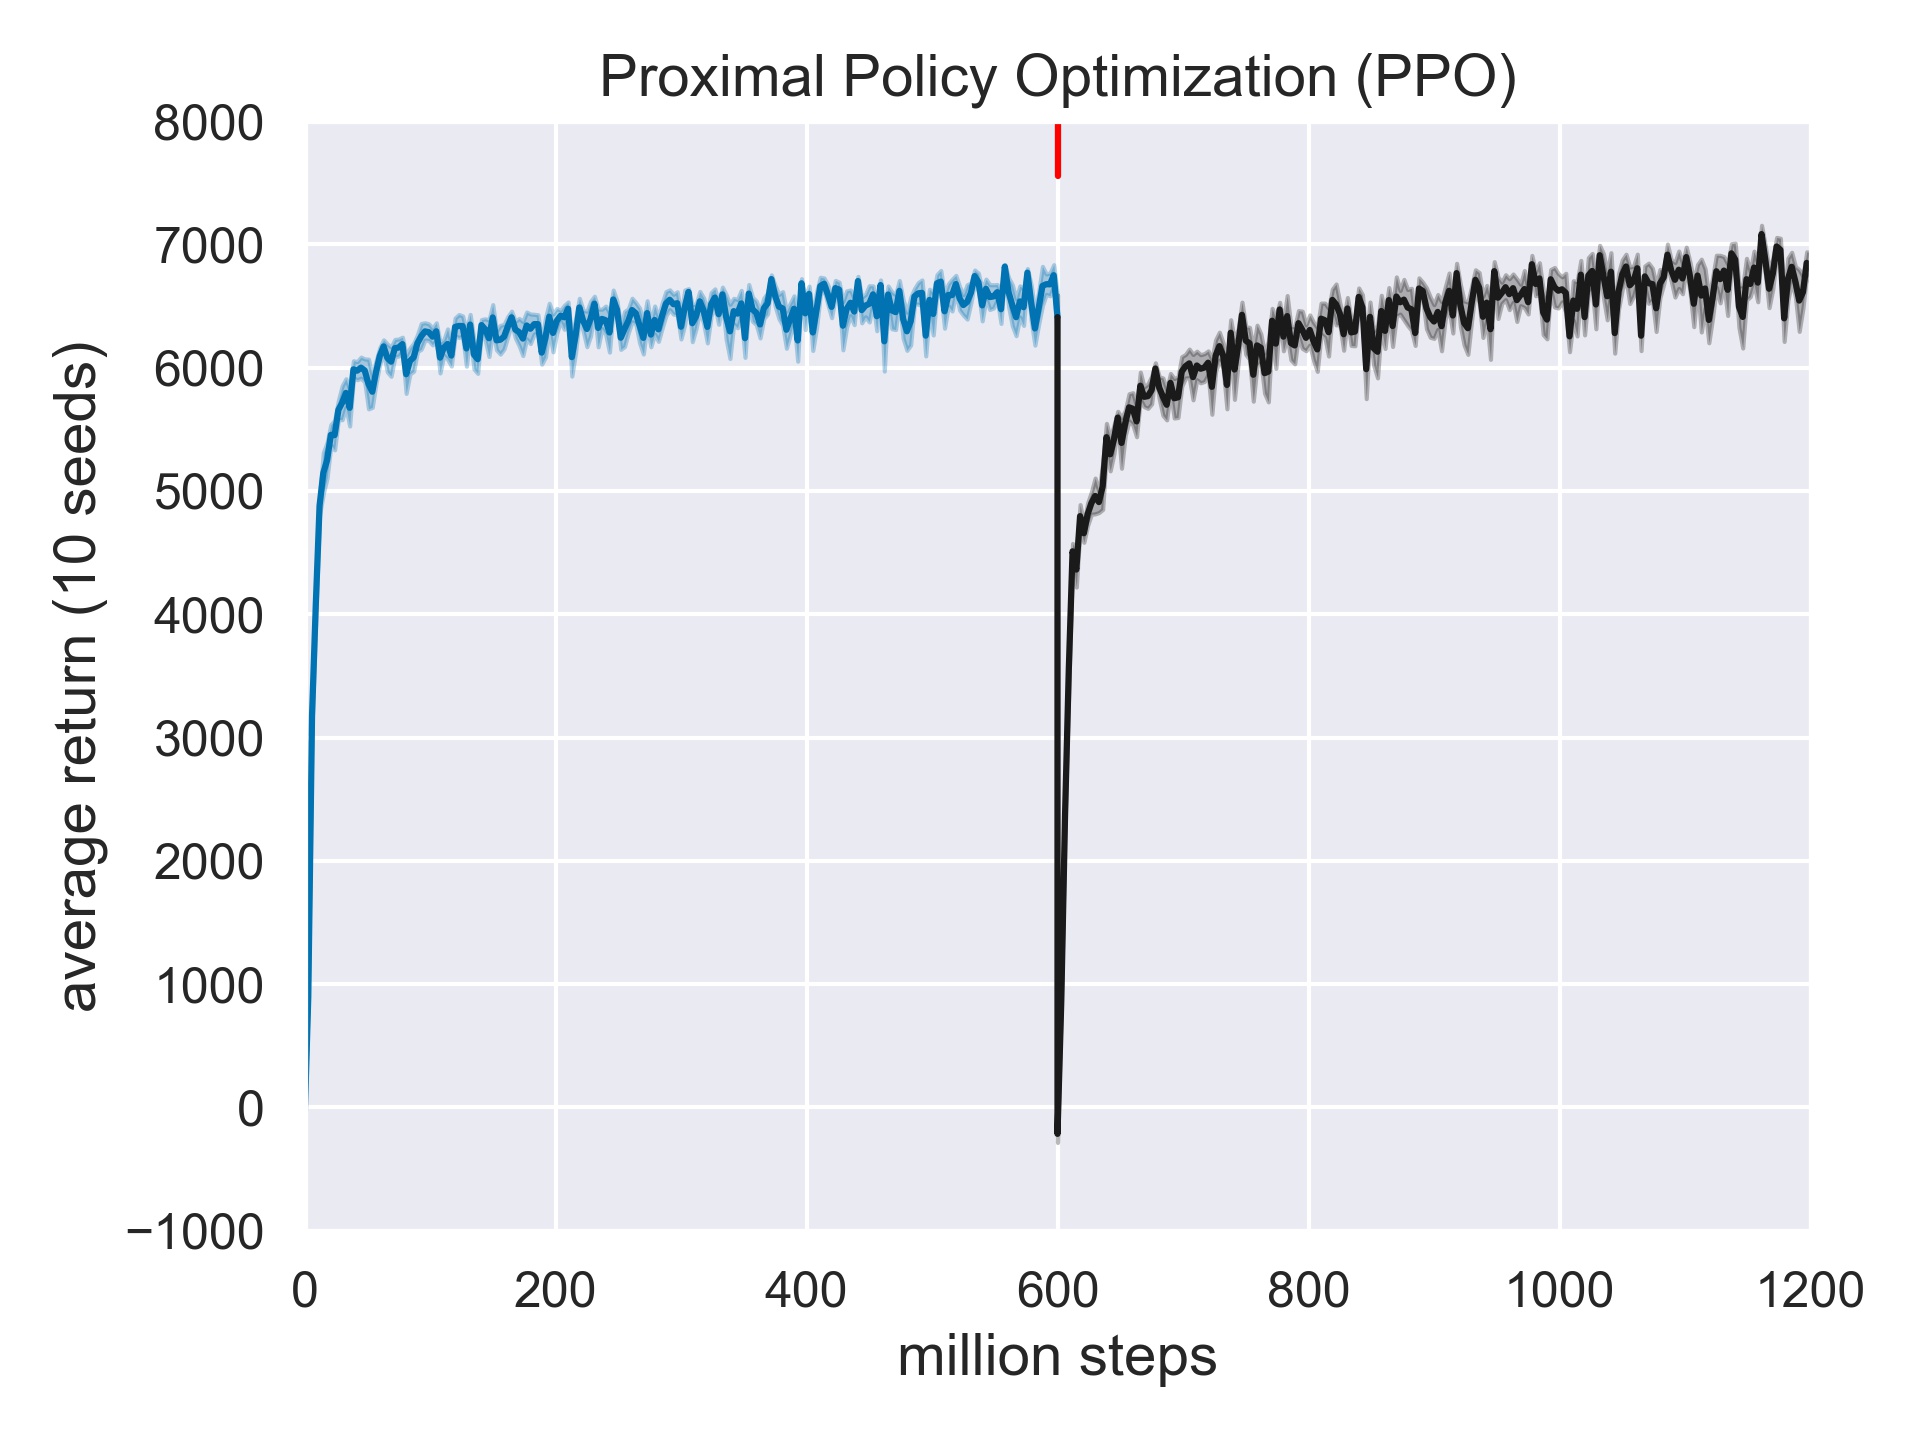 Proximal Policy Optimization (PPO)
8000
7000
6000
5000
4000
3000
2000
1000
0
−1000
average return (10 seeds)
0 200 400 600 800 1000 1200
million steps